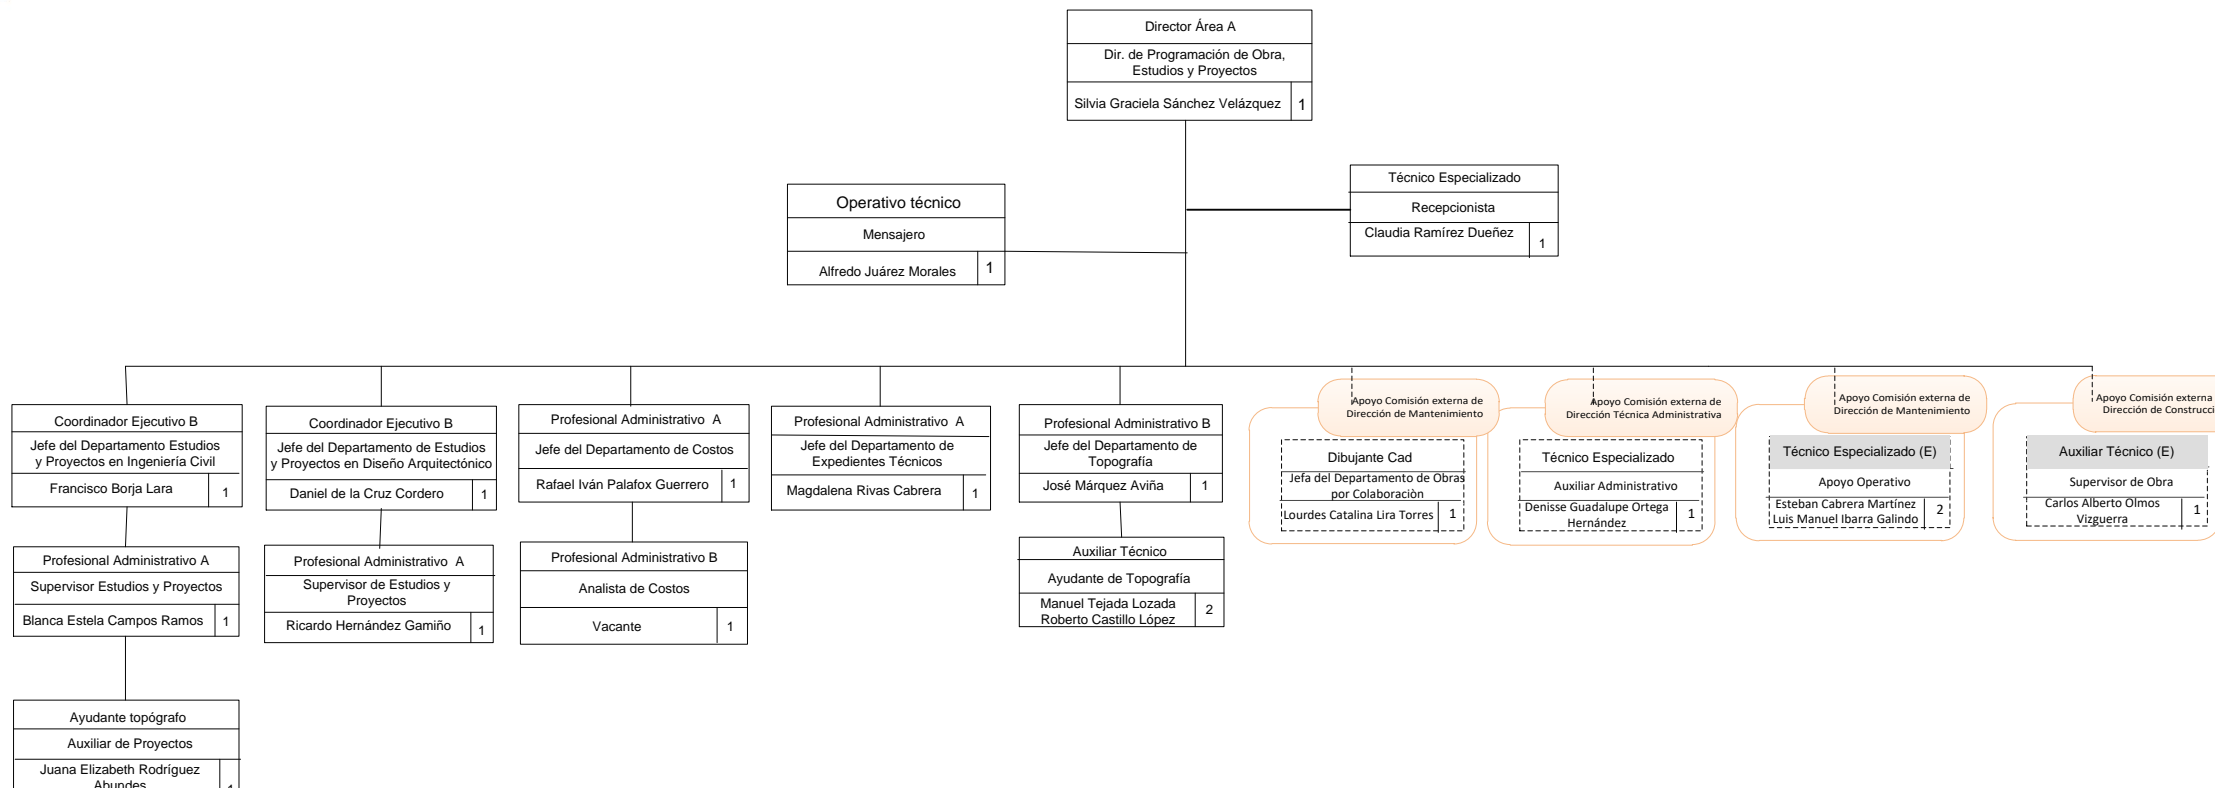 Director Área A
Dir. de Programación de Obra,
Estudios y Proyectos
Silvia Graciela Sánchez Velázquez 1
Técnico Especializado
Recepcionista
Claudia Ramírez Dueñez 1
Operativo técnico
Mensajero
Alfredo Juárez Morales 1
Coordinador Ejecutivo B
Jefe del Departamento Estudios
y Proyectos en Ingeniería Civil
Francisco Borja Lara 1
Profesional Administrativo A
Supervisor Estudios y Proyectos
Blanca Estela Campos Ramos 1
Ayudante topógrafo
Auxiliar de Proyectos
Juana Elizabeth Rodríguez
Abundes 1
Coordinador Ejecutivo B
Jefe del Departamento de Estudios
y Proyectos en Diseño Arquitectónico
Daniel de la Cruz Cordero 1
Profesional Administrativo A
Supervisor de Estudios y
Proyectos
Ricardo Hernández Gamiño 1
Profesional Administrativo A
Jefe del Departamento de Costos
Rafael Iván Palafox Guerrero 1
Profesional Administrativo B
Analista de Costos
Vacante 1
Profesional Administrativo A
Jefe del Departamento de
Expedientes Técnicos
Magdalena Rivas Cabrera 1
Profesional Administrativo B
Jefe del Departamento de
Topografía
José Márquez Aviña 1
Auxiliar Técnico
Ayudante de Topografía
Manuel Tejada Lozada
Roberto Castillo López 2
Apoyo Comisión externa de
Dirección de Mantenimiento
Dibujante Cad
Jefa del Departamento de Obras
por Colaboraciòn
Lourdes Catalina Lira Torres 1
Apoyo Comisión externa de
Dirección Técnica Administrativa
Técnico Especializado
Auxiliar Administrativo
Denisse Guadalupe Ortega
Hernández 1
Apoyo Comisión externa de
Dirección de Mantenimiento
Técnico Especializado (E)
Apoyo Operativo
Esteban Cabrera Martínez
Luis Manuel Ibarra Galindo 2
Apoyo Comisión externa
Dirección de Construcci
Auxiliar Técnico (E)
Supervisor de Obra
Carlos Alberto Olmos
Vizguerra 1